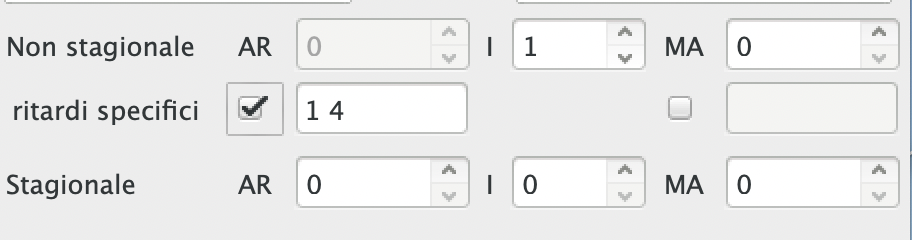 Non stagionale AR 0 I 1 MA 0
ritardi specifici 1 4
Stagionale AR 0 I 0 MA 0